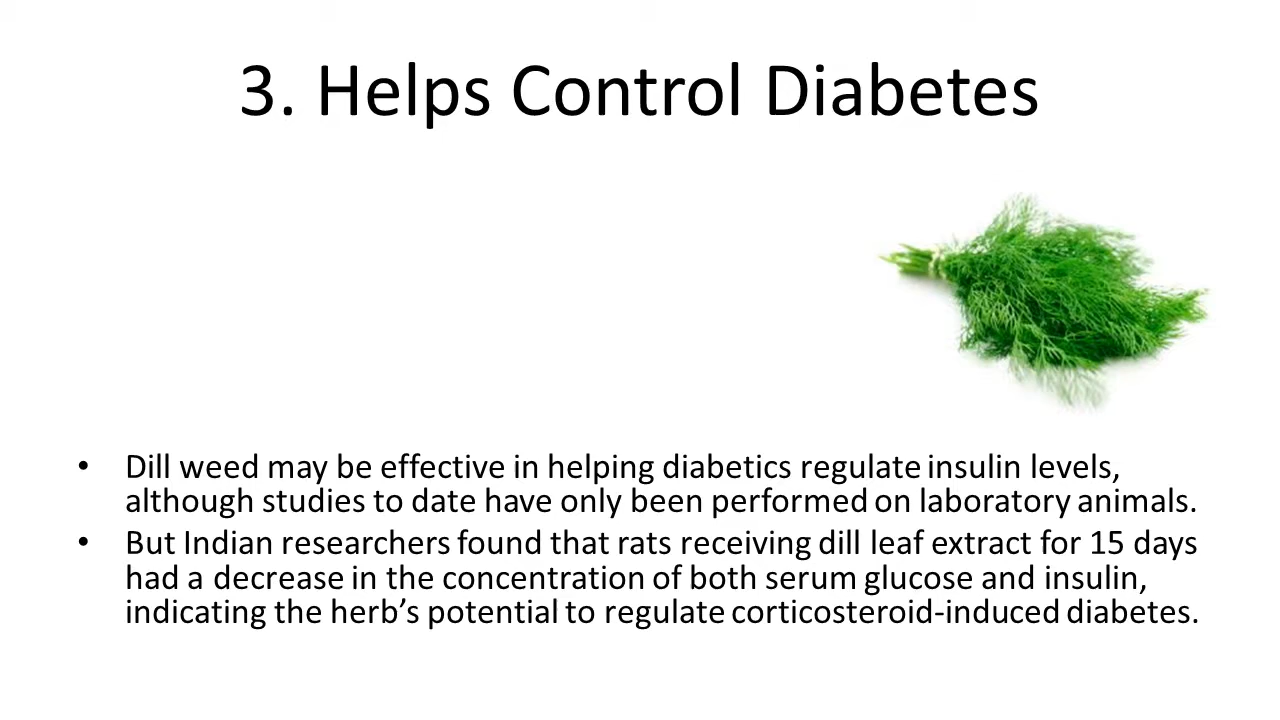 3. Helps Control Diabetes
• Dill weed may be effective in helping diabetics regulate insulin levels,
although studies to date have only been performed on laboratory animals.
• But Indian researchers found that rats receiving dill leaf extract for 15 days
had a decrease in the concentration of both serum glucose and insulin,
indicating the herb’s potential to regulate corticosteroid-induced diabetes.